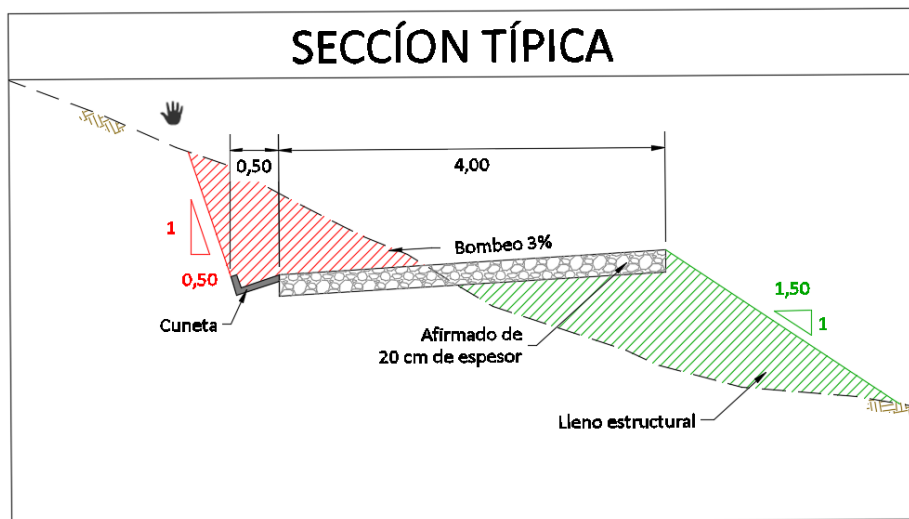 SECCÍON TÍPICA
0,50
4,00
1
0,50
Bombeo 3%
Cuneta
Afirmado de
20 cm de espesor
1,50
1
Lleno estructural